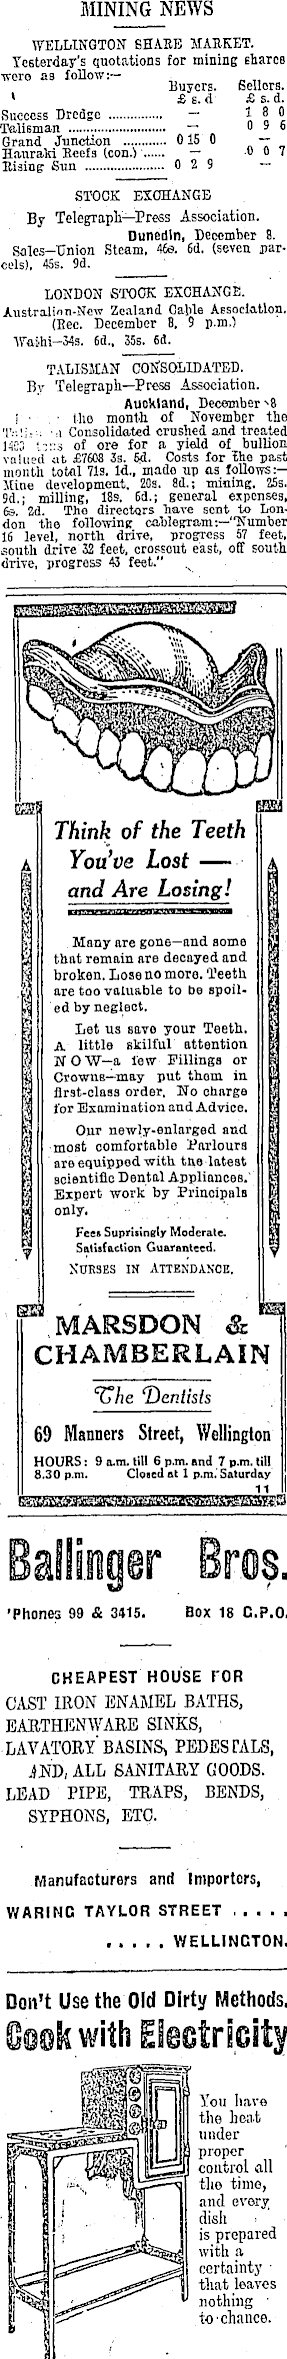 MINING NEWS
WELLINGTON SHARE MARKET.
Yesterday's quotations for mining shares
were as follow:—
Buyers. Sellers.
£ s. d £ s. d.
Success Dredge .............. — 1 8 0
Talisman ......................... — 0 9 6
Grand Junction ............. 0 15 0 —
Hauraki Reefs (con.) ...... — 0 0 7
Rising Sun .................... 0 2 9 —
STOCK EXCHANGE
By Telegraph—Press Association.
Dunedin, December 8.
Sales—Union Steam, 46s. 6d. (seven par-
cels), 45s. 9d.
LONDON STOCK EXCHANGE.
Australian-New Zealand Cable Association.
(Rec. December 8, 9 p.m.)
Waihi—34s. 6d., 35s. 6d.
TALISMAN CONSOLIDATED.
By Telegraph—Press Association.
Auckland, December 8
the month of November the
Consolidated crushed and treated
tons of ore for a yield of bullion
valued at £7608 3s. 5d. Costs for the past
month total 71s. 1d., made up as follows:—
Mine development, 20s. 8d.; mining, 25s.
9d.; milling, 18s. 6d.; general expenses,
6s. 2d. The directors have sent to Lon-
don the following cablegram:—"Number
16 level, north drive, progress 57 feet,
south drive 32 feet, crosscut east, off south
drive, progress 43 feet."
Think of the Teeth
You've Lost —
and Are Losing!
Many are gone—and some
that remain are decayed and
broken. Lose no more. Teeth
are too valuable to be spoil-
ed by neglect.
Let us save your Teeth.
A little skilful attention
NOW—a few Fillings or
Crowns—may put them in
first-class order. No charge
for Examination and Advice.
Our newly-enlarged and
most comfortable Parlours
are equipped with the latest
scientific Dental Appliances.
Expert work by Principals
only.
Fees Suprisingly Moderate.
Satisfaction Guaranteed.
NURSES IN ATTENDANCE.
MARSDON &
CHAMBERLAIN
The Dentists
69 Manners Street, Wellington
HOURS: 9 a.m. till 6 p.m. and 7 p.m. till
8.30 p.m. Closed at 1 p.m. Saturday
11
Ballinger Bros.
'Phones 99 & 3415. Box 18 G.P.O.
CHEAPEST HOUSE FOR
CAST IRON ENAMEL BATHS,
EARTHENWARE SINKS,
LAVATORY BASINS, PEDESTALS,
AND, ALL SANITARY GOODS.
LEAD PIPE, TRAPS, BENDS,
SYPHONS, ETC.
Manufacturers and Importers,
WARING TAYLOR STREET .....
..... WELLINGTON.
Don't Use the Old Dirty Methods.
Cook with Electricity
You have
the heat
under
proper
control all
the time,
and every
dish
is prepared
with a
certainty
that leaves
nothing
to chance.